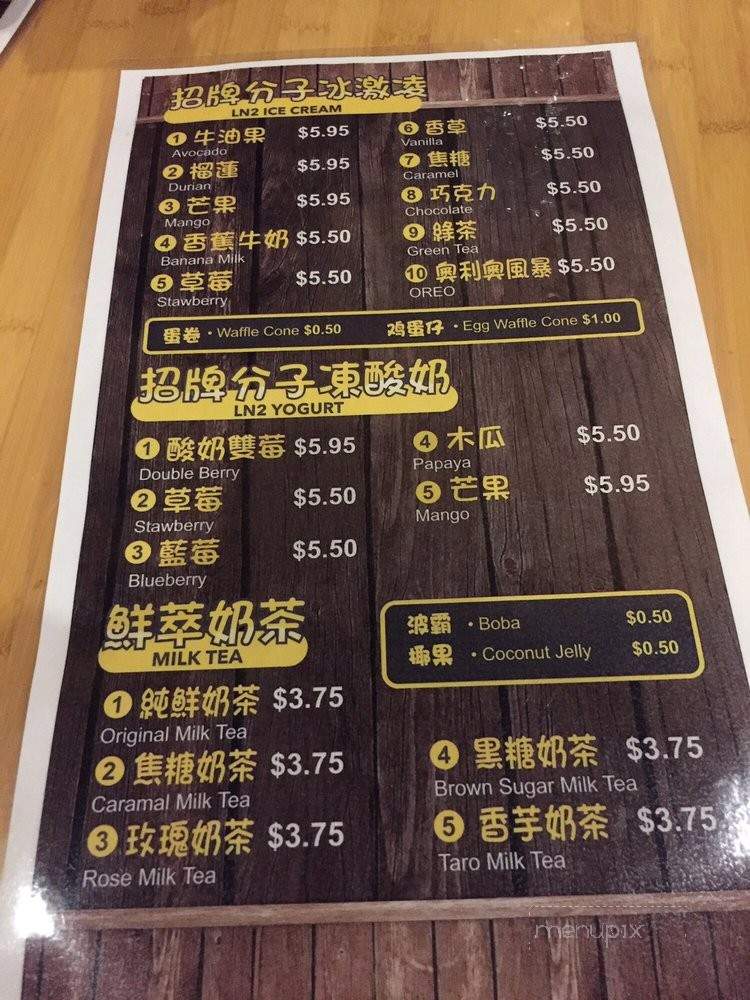 招牌分子冰激凌
LN2 ICE CREAM
1 牛油果 $5.95
Avocado
2 榴蓮 $5.95
Durian
3 芒果 $5.95
Mango
4 香蕉牛奶 $5.50
Banana Milk
5 草莓 $5.50
Stawberry
6 香草 $5.50
Vanilla
7 焦糖 $5.50
Caramel
8 巧克力 $5.50
Chocolate
9 綠茶 $5.50
Green Tea
10 奧利奧風暴 $5.50
OREO
蛋卷 • Waffle Cone $0.50 鸡蛋仔 • Egg Waffle Cone $1.00
招牌分子凍酸奶
LN2 YOGURT
1 酸奶雙莓 $5.95
Double Berry
2 草莓 $5.50
Stawberry
3 藍莓 $5.50
Blueberry
4 木瓜 $5.50
Papaya
5 芒果 $5.95
Mango
鮮萃奶茶
MILK TEA
波霸 • Boba $0.50
椰果 • Coconut Jelly $0.50
1 純鮮奶茶 $3.75
Original Milk Tea
2 焦糖奶茶 $3.75
Caramal Milk Tea
3 玫瑰奶茶 $3.75
Rose Milk Tea
4 黑糖奶茶 $3.75
Brown Sugar Milk Tea
5 香芋奶茶 $3.75
Taro Milk Tea
menupix